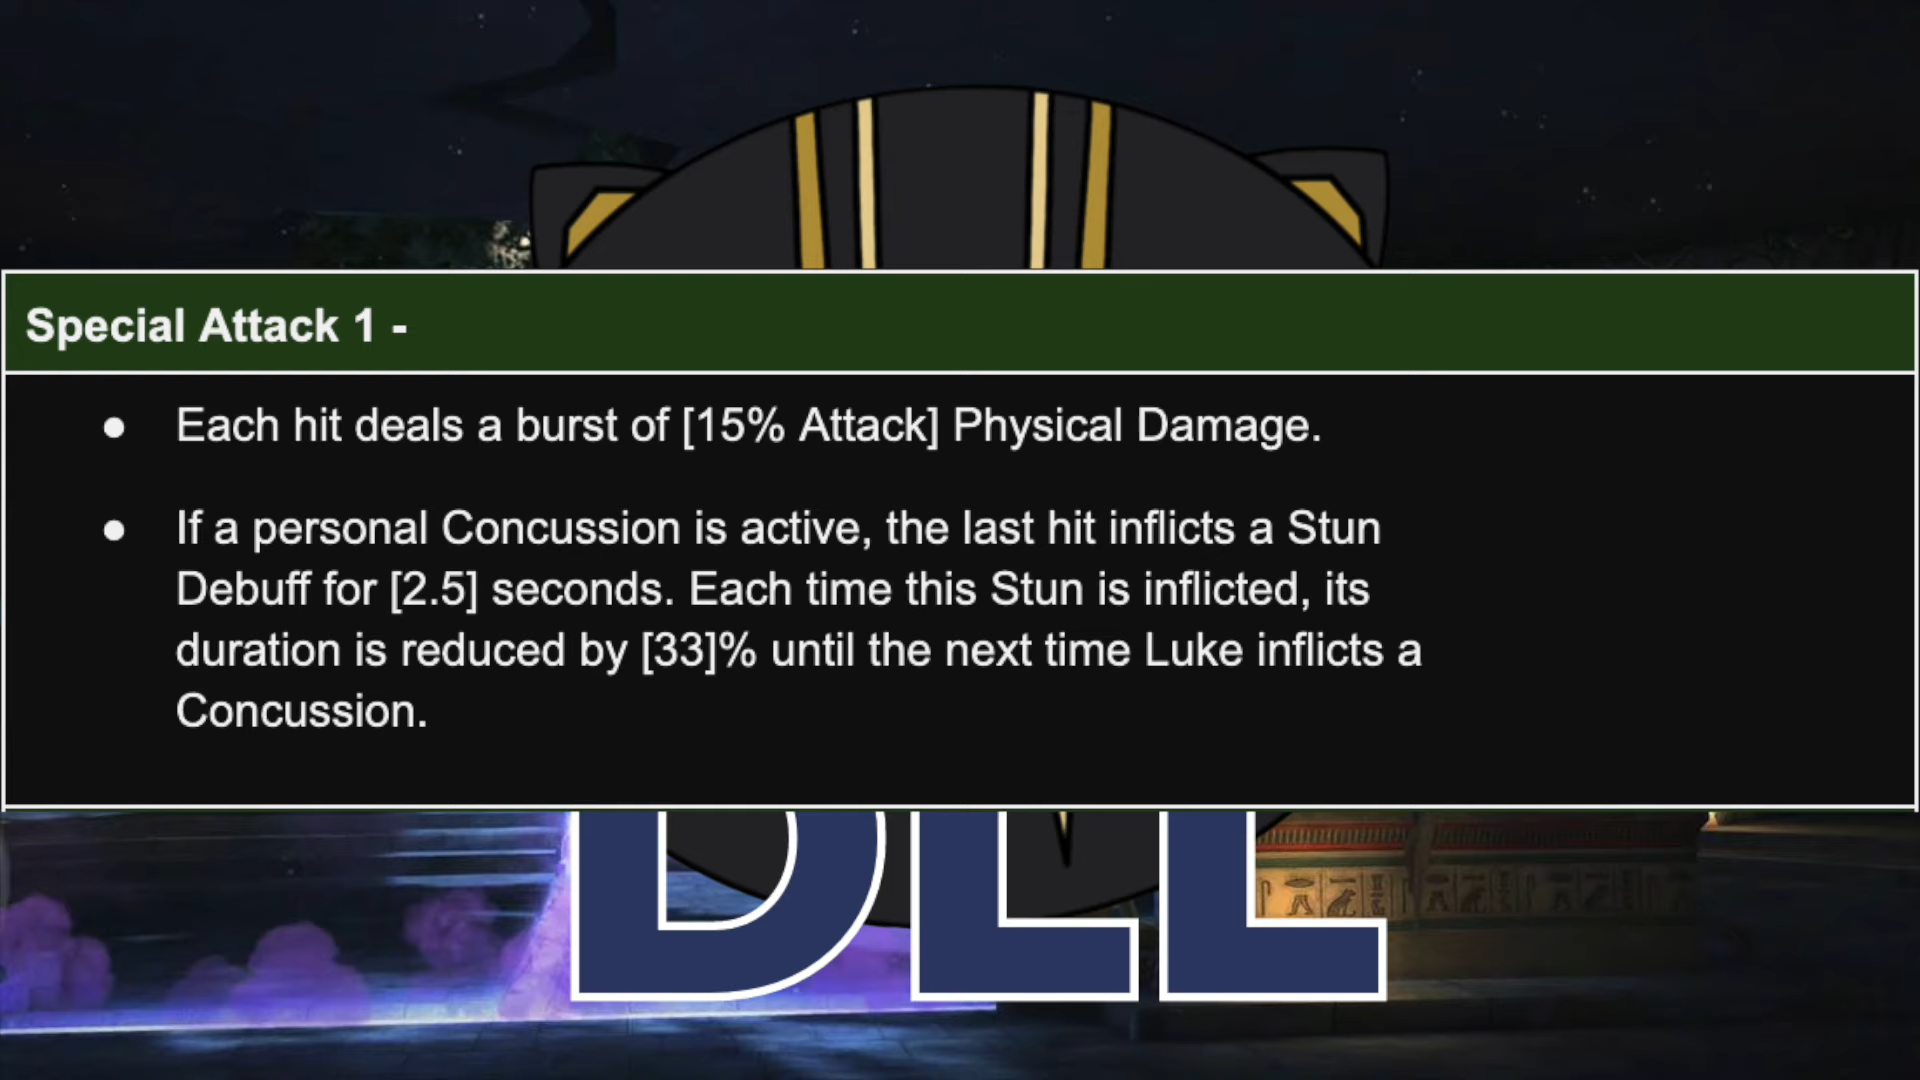 Special Attack 1 -
● Each hit deals a burst of [15% Attack] Physical Damage.
● If a personal Concussion is active, the last hit inflicts a Stun
Debuff for [2.5] seconds. Each time this Stun is inflicted, its
duration is reduced by [33]% until the next time Luke inflicts a
Concussion.
DLL